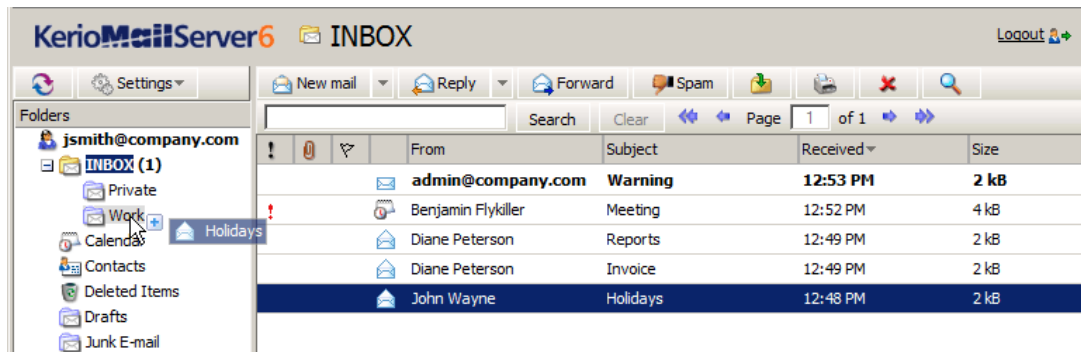 KerioMailServer6 INBOX Logout
Settings New mail Reply Forward Spam
Folders Search Clear Page 1 of 1
jsmith@company.com ! From Subject Received Size
INBOX (1)
admin@company.com Warning 12:53 PM 2 kB
Private
Work ! Benjamin Flykiller Meeting 12:52 PM 4 kB
Holidays
Calendar Diane Peterson Reports 12:49 PM 2 kB
Contacts Diane Peterson Invoice 12:49 PM 2 kB
Deleted Items John Wayne Holidays 12:48 PM 2 kB
Drafts
Junk E-mail